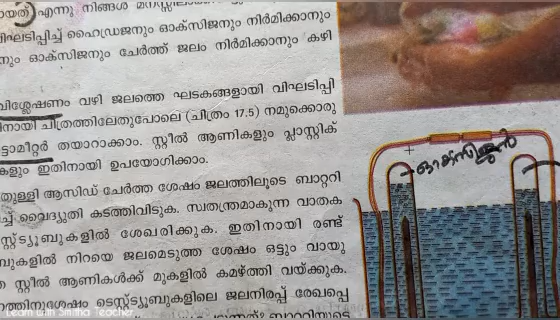 യത്) എന്നു നിങ്ങൾ
ഘടിപ്പിച്ച് ഹൈഡ്രജനും ഓക്സിജനും നിർമിക്കാനും
നും ഓക്സിജനും ചേർത്ത് ജലം നിർമിക്കാനും കഴി
വിശ്ലേഷണം വഴി ജലത്തെ ഘടകങ്ങളായി വിഘടിപ്പി
നായി ചിത്രത്തിലേതുപോലെ (ചിത്രം 17.5) നമുക്കൊരു
ട്ടാമീറ്റർ തയാറാക്കാം. സ്റ്റീൽ ആണികളും പ്ലാസ്റ്റിക്
കളും ഇതിനായി ഉപയോഗിക്കാം.
തുള്ളി ആസിഡ് ചേർത്ത ശേഷം ജലത്തിലൂടെ ബാറ്ററി
ച്ച് വൈദ്യുതി കടത്തിവിടുക. സ്വതന്ത്രമാകുന്ന വാതക
സ്റ്റ്ട്യൂബുകളിൽ ശേഖരിക്കുക. ഇതിനായി രണ്ട്
ബുകളിൽ നിറയെ ജലമെടുത്ത ശേഷം ഒട്ടും വായു
സ്റ്റീൽ ആണികൾക്ക് മുകളിൽ കമഴ്ത്തി വയ്ക്കുക.
ത്തിനുശേഷം ടെസ്റ്റ്ട്യൂബുകളിലെ ജലനിരപ്പ് രേഖപ്പെ
ബാറ്ററിയുടെ
+
ഓക്സിജൻ
Learn with Smitha Teacher